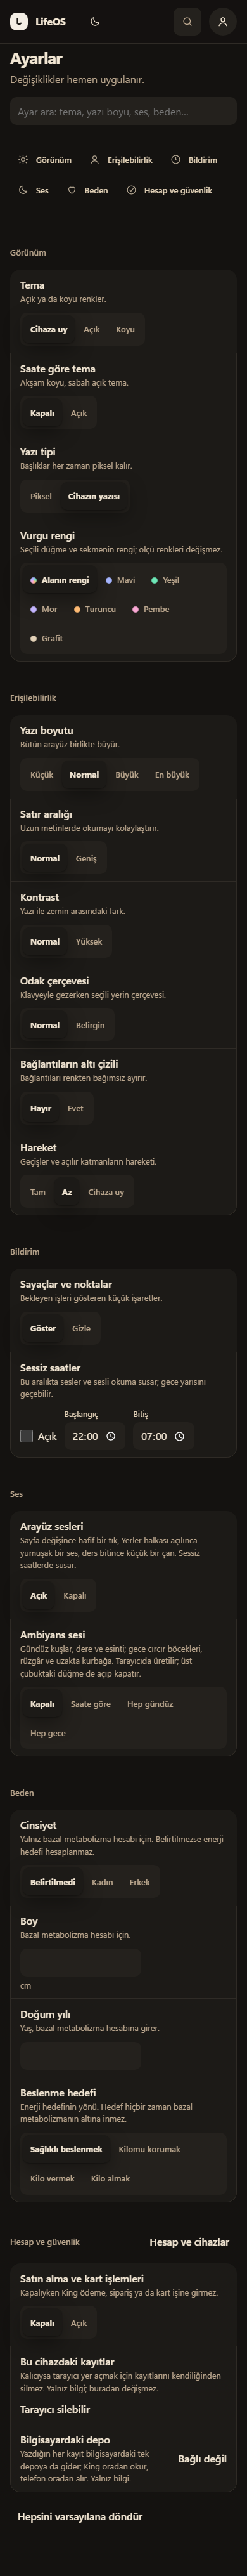 LifeOS
Ayarlar
Değişiklikler hemen uygulanır.
Ayar ara: tema, yazı boyu, ses, beden...
Görünüm
Erişilebilirlik
Bildirim
Ses
Beden
Hesap ve güvenlik
Görünüm
Tema
Açık ya da koyu renkler.
Cihaza uy
Açık
Koyu
Saate göre tema
Akşam koyu, sabah açık tema.
Kapalı
Açık
Yazı tipi
Başlıklar her zaman piksel kalır.
Piksel
Cihazın yazısı
Vurgu rengi
Seçili düğme ve sekmenin rengi; ölçü renkleri değişmez.
Alanın rengi
Mavi
Yeşil
Mor
Turuncu
Pembe
Grafit
Erişilebilirlik
Yazı boyutu
Bütün arayüz birlikte büyür.
Küçük
Normal
Büyük
En büyük
Satır aralığı
Uzun metinlerde okumayı kolaylaştırır.
Normal
Geniş
Kontrast
Yazı ile zemin arasındaki fark.
Normal
Yüksek
Odak çerçevesi
Klavyeyle gezerken seçili yerin çerçevesi.
Normal
Belirgin
Bağlantıların altı çizili
Bağlantıları renkten bağımsız ayırır.
Hayır
Evet
Hareket
Geçişler ve açılır katmanların hareketi.
Tam
Az
Cihaza uy
Bildirim
Sayaçlar ve noktalar
Bekleyen işleri gösteren küçük işaretler.
Göster
Gizle
Sessiz saatler
Bu aralıkta sesler ve sesli okuma susar; gece yarısını
geçebilir.
Başlangıç
Bitiş
Açık
22:00
07:00
Ses
Arayüz sesleri
Sayfa değişince hafif bir tık, Yerler halkası açılınca
yumuşak bir ses, ders bitince küçük bir çan. Sessiz
saatlerde susar.
Açık
Kapalı
Ambiyans sesi
Gündüz kuşlar, dere ve esinti; gece cırcır böcekleri,
rüzgâr ve uzakta kurbağa. Tarayıcıda üretilir; üst
çubuktaki düğme de açıp kapatır.
Kapalı
Saate göre
Hep gündüz
Hep gece
Beden
Cinsiyet
Yalnız bazal metabolizma hesabı için. Belirtilmezse enerji
hedefi hesaplanmaz.
Belirtilmedi
Kadın
Erkek
Boy
Bazal metabolizma hesabı için.
cm
Doğum yılı
Yaş, bazal metabolizma hesabına girer.
Beslenme hedefi
Enerji hedefinin yönü. Hedef hiçbir zaman bazal
metabolizmanın altına inmez.
Sağlıklı beslenmek
Kilomu korumak
Kilo vermek
Kilo almak
Hesap ve güvenlik
Hesap ve cihazlar
Satın alma ve kart işlemleri
Kapalıyken King ödeme, sipariş ya da kart işine girmez.
Kapalı
Açık
Bu cihazdaki kayıtlar
Kalıcıysa tarayıcı yer açmak için kayıtlarını kendiliğinden
silmez. Yalnız bilgi; buradan değişmez.
Tarayıcı silebilir
Bilgisayardaki depo
Yazdığın her kayıt bilgisayardaki tek
depoya da gider; King oradan okur,
telefon oradan alır. Yalnız bilgi.
Bağlı değil
Hepsini varsayılana döndür